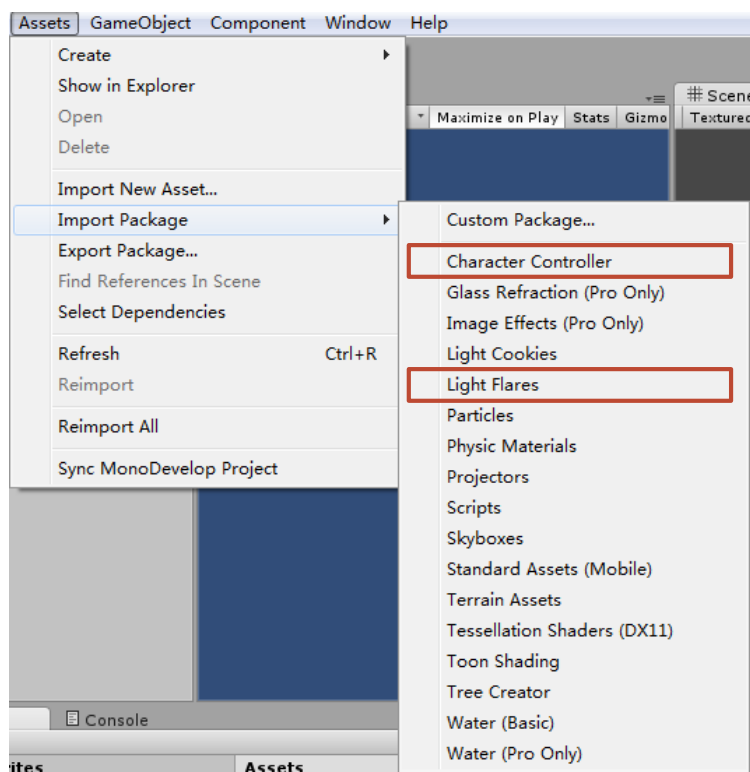 Assets GameObject Component Window Help
Create
Show in Explorer
Open
Delete
Import New Asset...
Import Package
Export Package...
Find References In Scene
Select Dependencies
Refresh Ctrl+R
Reimport
Reimport All
Sync MonoDevelop Project
Scene
Maximize on Play Stats Gizmo Textured
Custom Package...
Character Controller
Glass Refraction (Pro Only)
Image Effects (Pro Only)
Light Cookies
Light Flares
Particles
Physic Materials
Projectors
Scripts
Skyboxes
Standard Assets (Mobile)
Terrain Assets
Tessellation Shaders (DX11)
Toon Shading
Tree Creator
Water (Basic)
Water (Pro Only)
Console
rites Assets